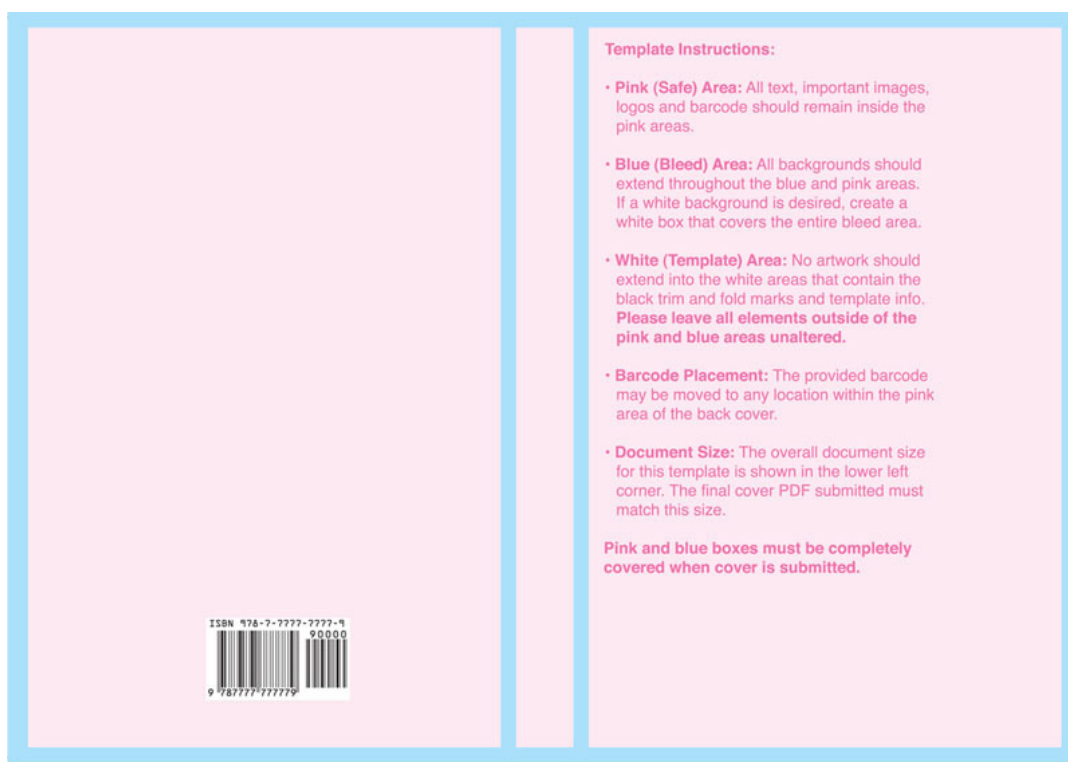 Template Instructions:
• Pink (Safe) Area: All text, important images,
logos and barcode should remain inside the
pink areas.
• Blue (Bleed) Area: All backgrounds should
extend throughout the blue and pink areas.
If a white background is desired, create a
white box that covers the entire bleed area.
• White (Template) Area: No artwork should
extend into the white areas that contain the
black trim and fold marks and template info.
Please leave all elements outside of the
pink and blue areas unaltered.
• Barcode Placement: The provided barcode
may be moved to any location within the pink
area of the back cover.
• Document Size: The overall document size
for this template is shown in the lower left
corner. The final cover PDF submitted must
match this size.
Pink and blue boxes must be completely
covered when cover is submitted.
ISBN 978-7-7777-7777-9
90000
9 787777 777779